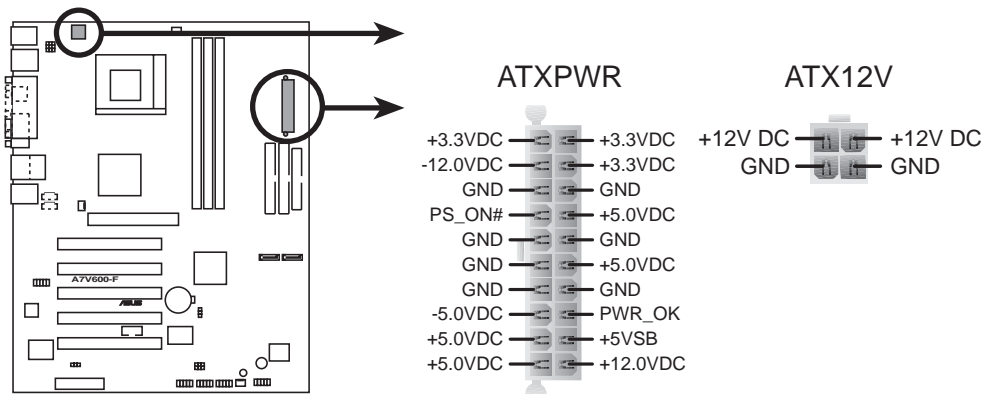 ATXPWR
ATX12V
+3.3VDC +3.3VDC
-12.0VDC +3.3VDC
GND GND
PS_ON# +5.0VDC
GND GND
GND +5.0VDC
GND GND
-5.0VDC PWR_OK
+5.0VDC +5VSB
+5.0VDC +12.0VDC
+12V DC +12V DC
GND GND
A7V600-F
ASUS